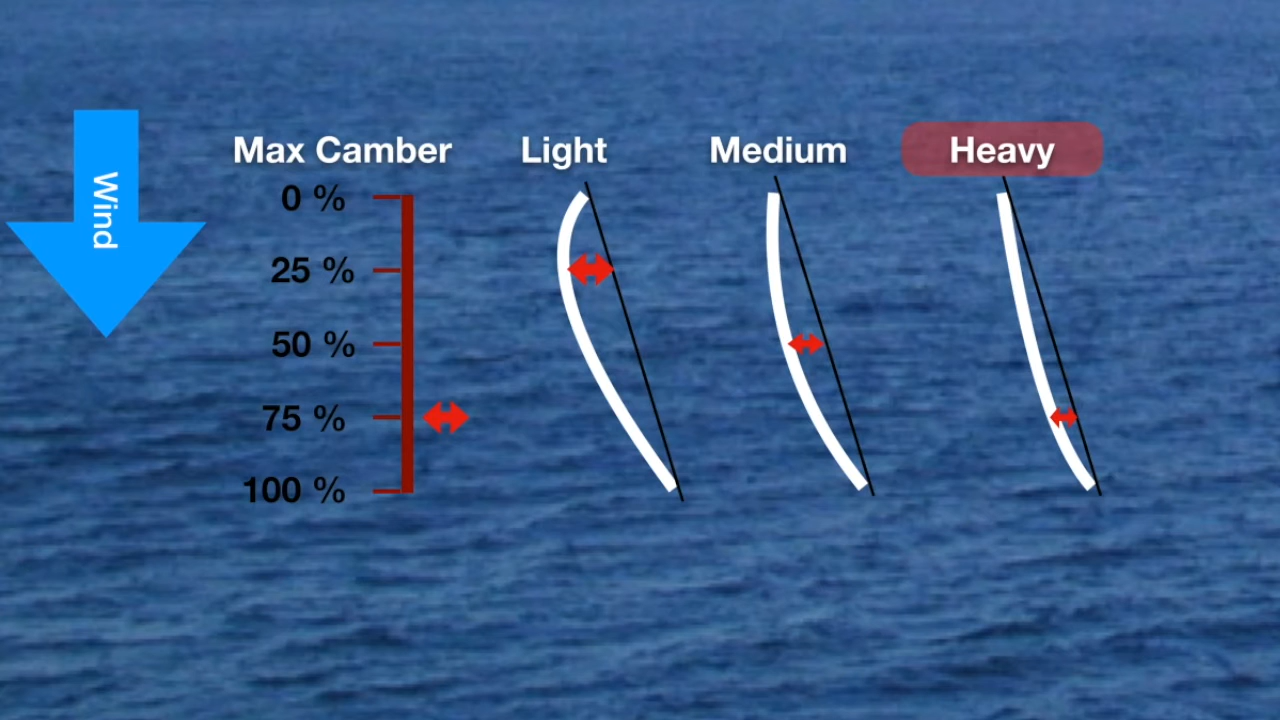 Wind
Max Camber
Light
Medium
Heavy
0 %
25 %
50 %
75 %
100 %